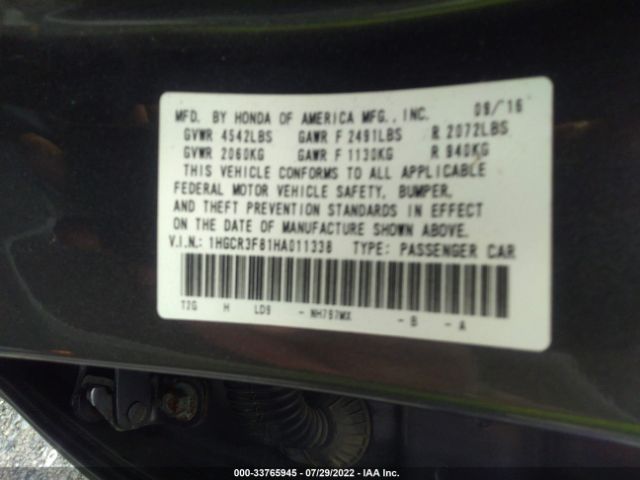 MFD. BY HONDA OF AMERICA MFG., INC. 09/16
GVWR 4542LBS GAWR F 2491LBS R 2072LBS
GVWR 2060KG GAWR F 1130KG R 940KG
THIS VEHICLE CONFORMS TO ALL APPLICABLE
FEDERAL MOTOR VEHICLE SAFETY, BUMPER,
AND THEFT PREVENTION STANDARDS IN EFFECT
ON THE DATE OF MANUFACTURE SHOWN ABOVE.
V.I.N.: 1HGCR3F81HA011338 TYPE: PASSENGER CAR
T2G H LD9 - NH797MX - B - A
000-33765945 - 07/29/2022 - IAA Inc.